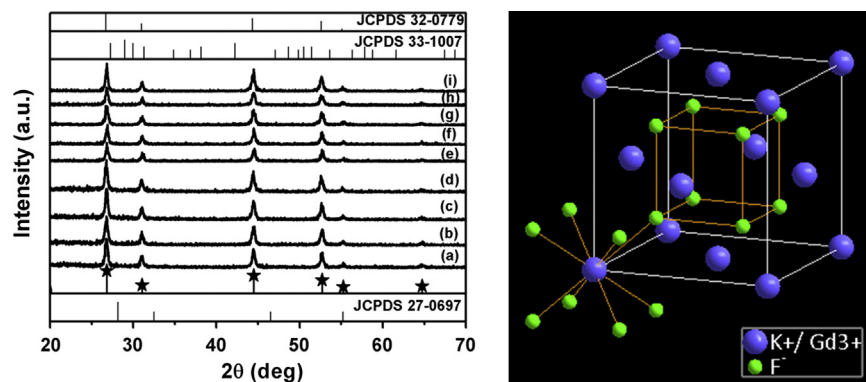 JCPDS 32-0779
JCPDS 33-1007
(i)
(h)
(g)
(f)
(e)
(d)
(c)
(b)
(a)
JCPDS 27-0697
Intensity (a.u.)
20 30 40 50 60 70
2θ (deg)
K+/ Gd3+
F-